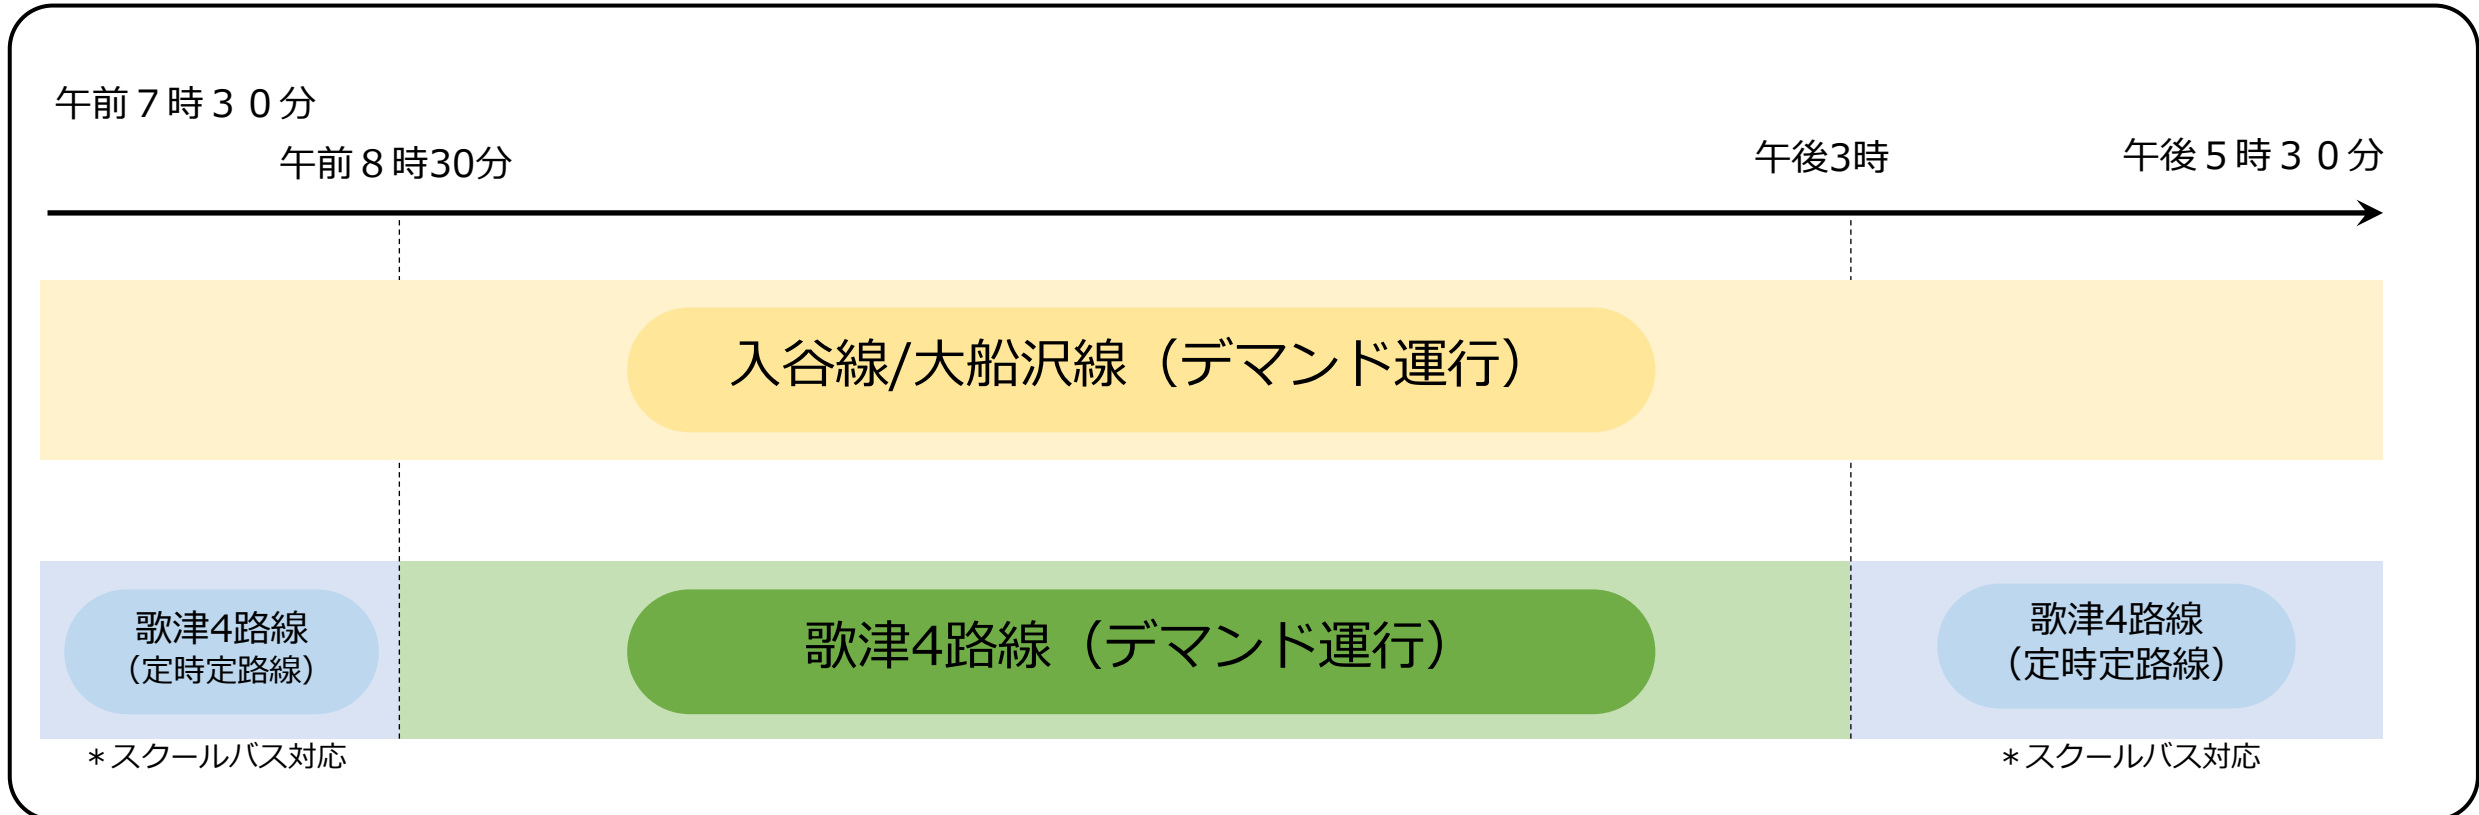 午前７時３０分
午前８時30分
午後3時
午後５時３０分
入谷線/大船沢線（デマンド運行）
歌津4路線
（定時定路線）
歌津4路線（デマンド運行）
歌津4路線
（定時定路線）
＊スクールバス対応
＊スクールバス対応